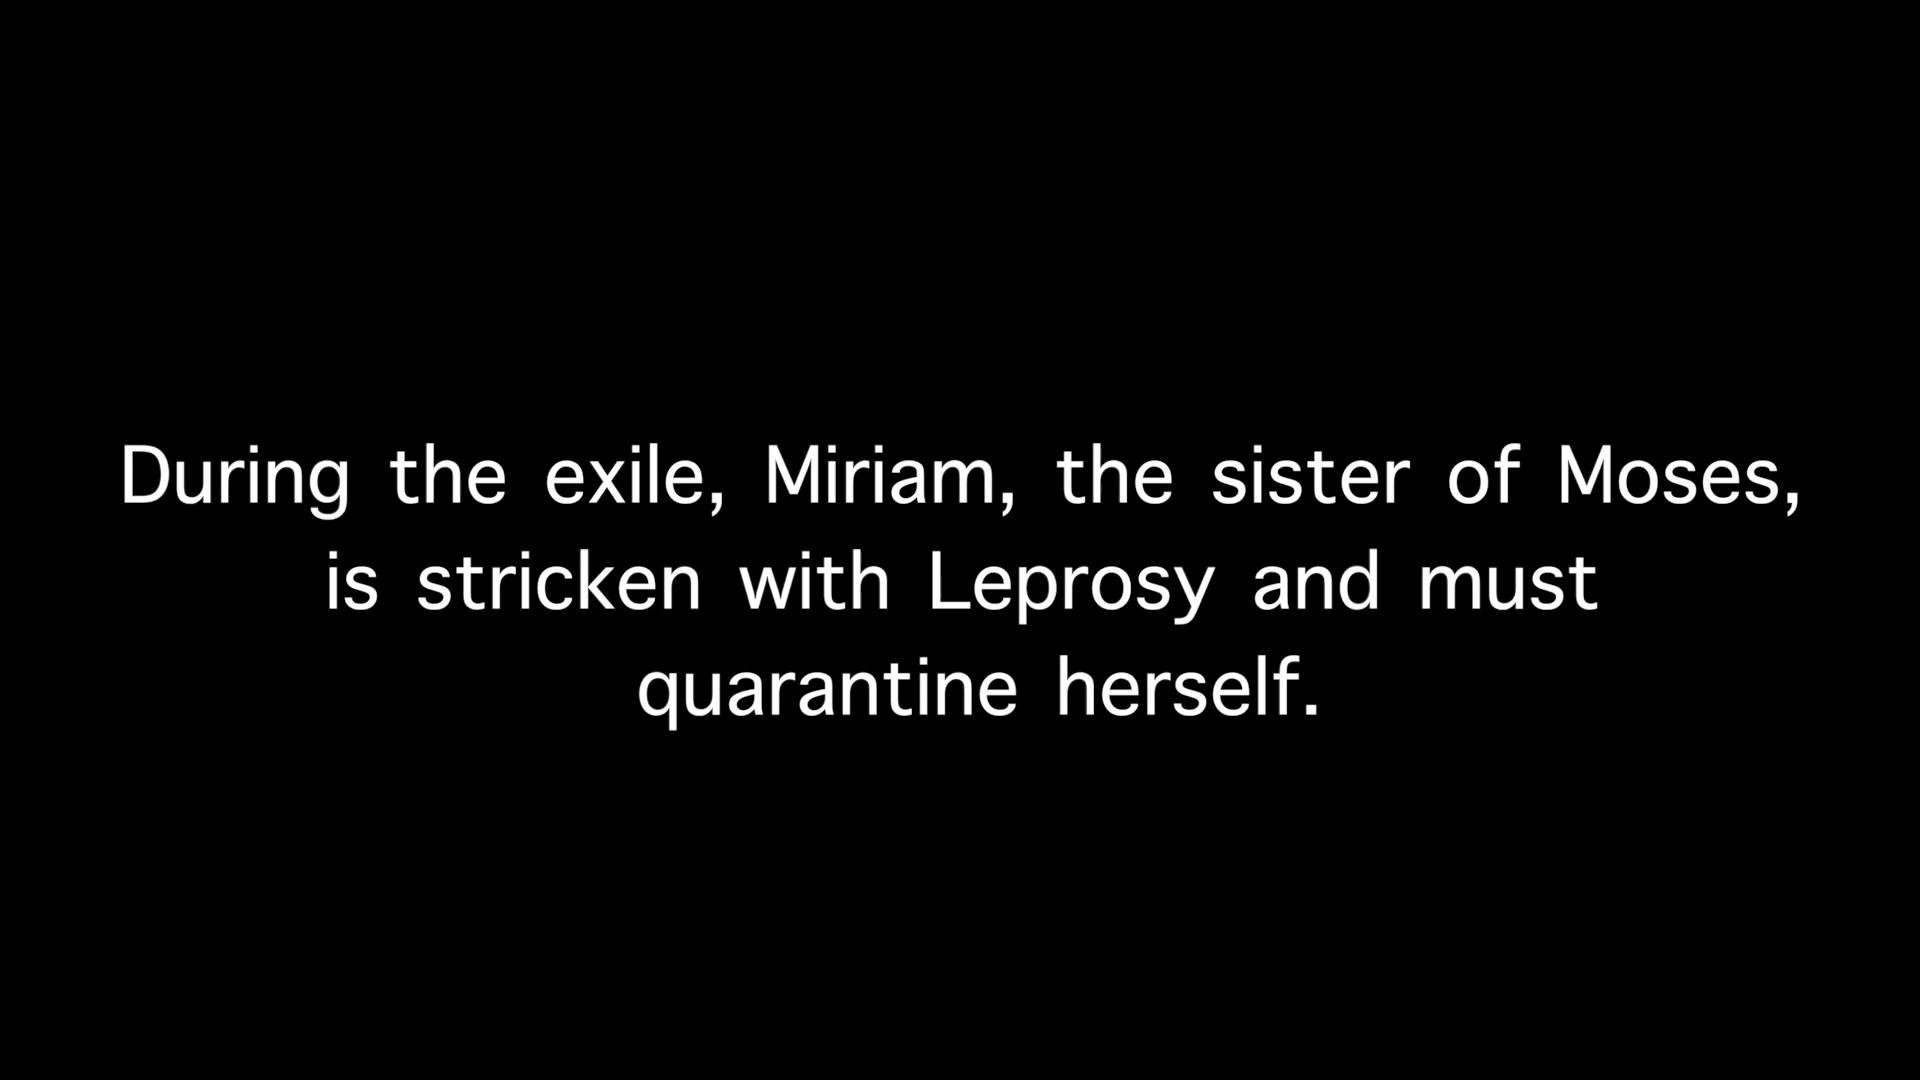 During the exile, Miriam, the sister of Moses,
is stricken with Leprosy and must
quarantine herself.